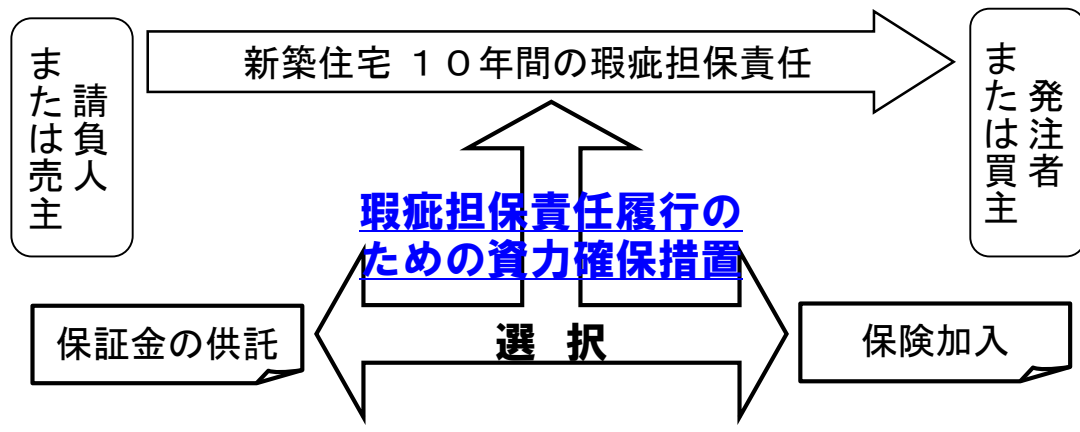 請負人
または売主
新築住宅 １０年間の瑕疵担保責任
発注者
または買主
瑕疵担保責任履行の
ための資力確保措置
保証金の供託
選 択
保険加入